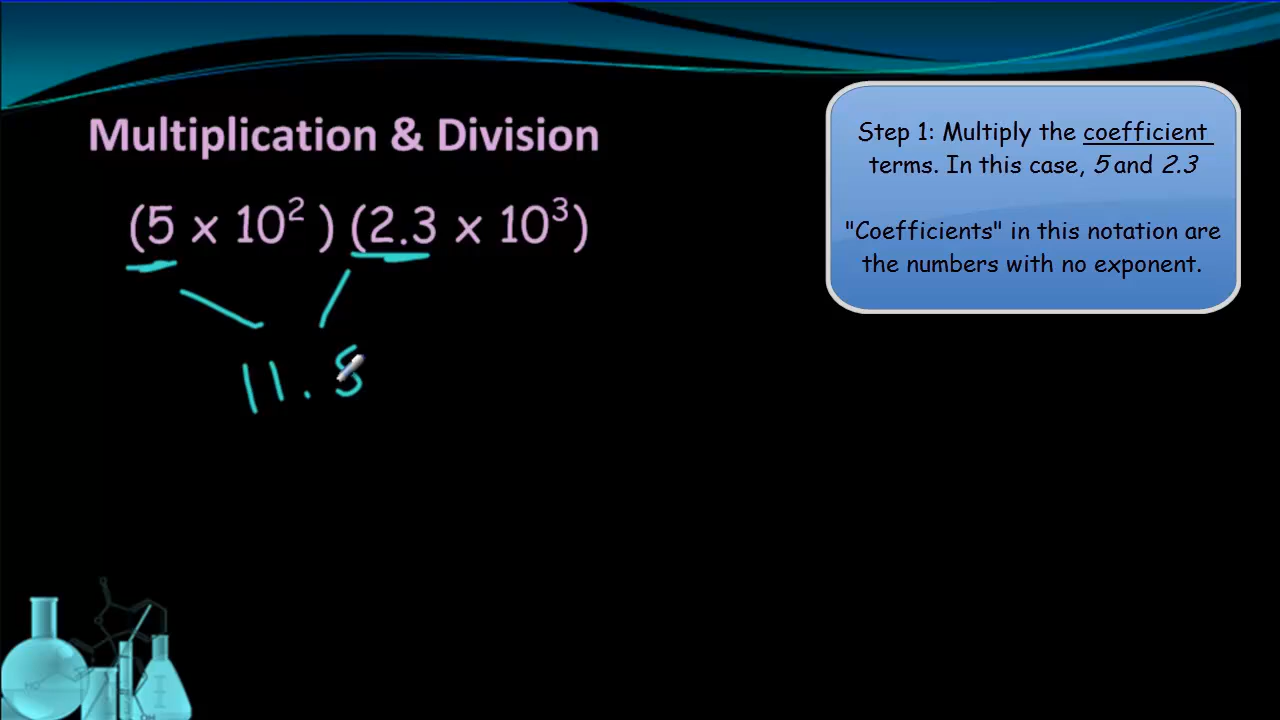 Multiplication & Division
(5 x 10² ) (2.3 x 10³)
11.5
Step 1: Multiply the coefficient
terms. In this case, 5 and 2.3
"Coefficients" in this notation are
the numbers with no exponent.